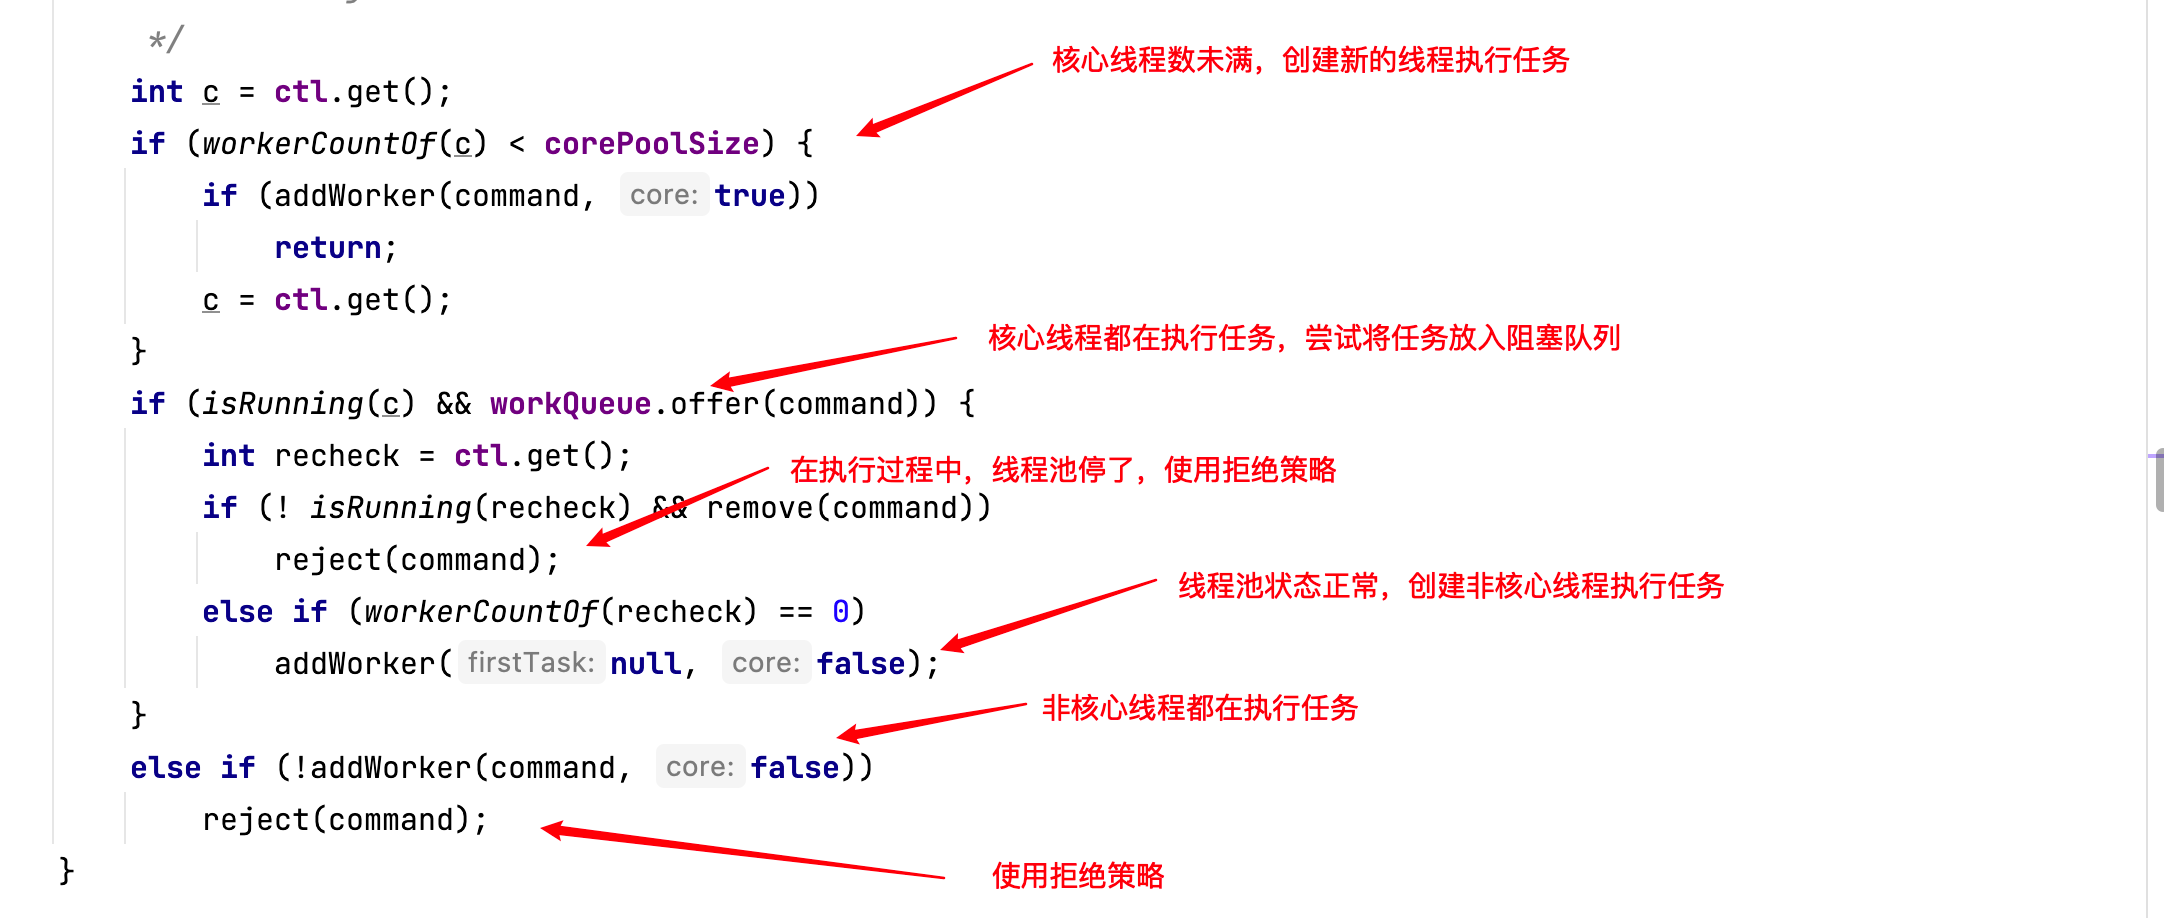 */
核心线程数未满，创建新的线程执行任务
int c = ctl.get();
if (workerCountOf(c) < corePoolSize) {
if (addWorker(command, core: true))
return;
c = ctl.get();
}
核心线程都在执行任务，尝试将任务放入阻塞队列
if (isRunning(c) && workQueue.offer(command)) {
int recheck = ctl.get();
在执行过程中，线程池停了，使用拒绝策略
if (! isRunning(recheck) && remove(command))
reject(command);
线程池状态正常，创建非核心线程执行任务
else if (workerCountOf(recheck) == 0)
addWorker( firstTask: null, core: false);
}
非核心线程都在执行任务
else if (!addWorker(command, core: false))
reject(command);
}
使用拒绝策略